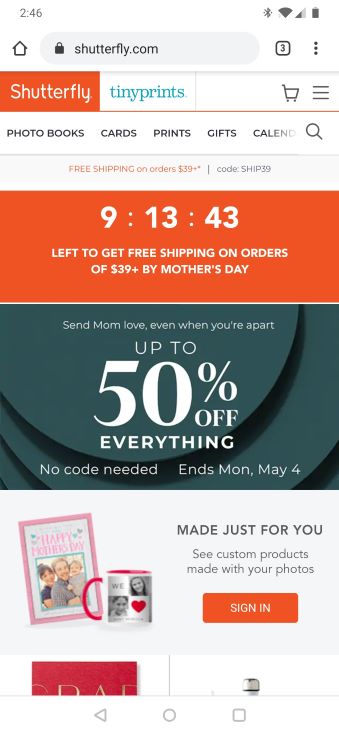 2:46
shutterfly.com
3
Shutterfly.
tinyprints.
PHOTO BOOKS CARDS PRINTS GIFTS CALEND
FREE SHIPPING on orders $39+* | code: SHIP39
9 : 13 : 43
LEFT TO GET FREE SHIPPING ON ORDERS
OF $39+ BY MOTHER'S DAY
Send Mom love, even when you're apart
UP TO
50% OFF
EVERYTHING
No code needed Ends Mon, May 4
HAPPY
MOTHER'S DAY
WE
MADE JUST FOR YOU
See custom products
made with your photos
SIGN IN
GRAD